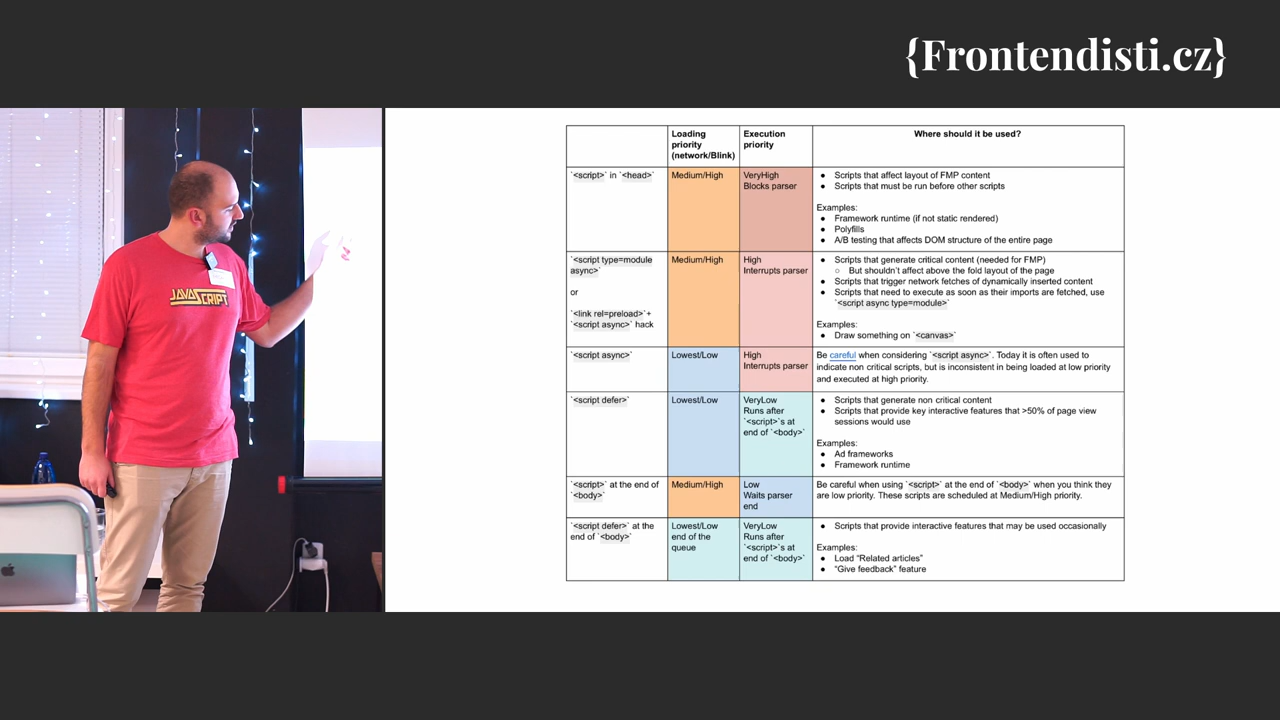 {Frontendisti.cz}
JAVASCRIPT
Loading
priority
(network/Blink)
Execution
priority
Where should it be used?
`<script>` in `<head>`
Medium/High
VeryHigh
Blocks parser
● Scripts that affect layout of FMP content
● Scripts that must be run before other scripts
Examples:
● Framework runtime (if not static rendered)
● Polyfills
● A/B testing that affects DOM structure of the entire page
`<script type=module
async>`
or
`<link rel=preload>`+
`<script async>` hack
Medium/High
High
Interrupts parser
● Scripts that generate critical content (needed for FMP)
○ But shouldn't affect above the fold layout of the page
● Scripts that trigger network fetches of dynamically inserted content
● Scripts that need to execute as soon as their imports are fetched, use
`<script async type=module>`
Examples:
● Draw something on `<canvas>`
`<script async>`
Lowest/Low
High
Interrupts parser
Be careful when considering `<script async>`. Today it is often used to
indicate non critical scripts, but is inconsistent in being loaded at low priority
and executed at high priority.
`<script defer>`
Lowest/Low
VeryLow
Runs after
`<script>`s at
end of `<body>`
● Scripts that generate non critical content
● Scripts that provide key interactive features that >50% of page view
sessions would use
Examples:
● Ad frameworks
● Framework runtime
`<script>` at the end of
`<body>`
Medium/High
Low
Waits parser
end
Be careful when using `<script>` at the end of `<body>` when you think they
are low priority. These scripts are scheduled at Medium/High priority.
`<script defer>` at the
end of `<body>`
Lowest/Low
end of the
queue
VeryLow
Runs after
`<script>`s at
end of `<body>`
● Scripts that provide interactive features that may be used occasionally
Examples:
● Load “Related articles”
● “Give feedback” feature